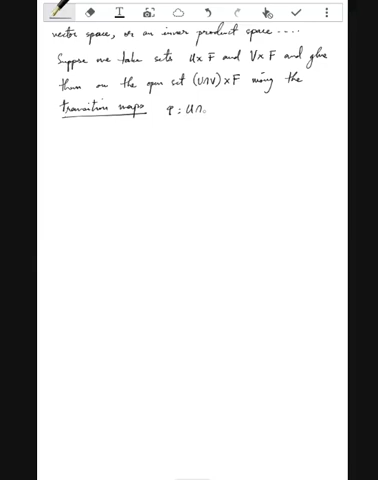 vector space, or an inner product space ....
Suppose we take sets U×F and V×F and glue
them on the open set (U∩V)×F using the
transition maps φ : U∩